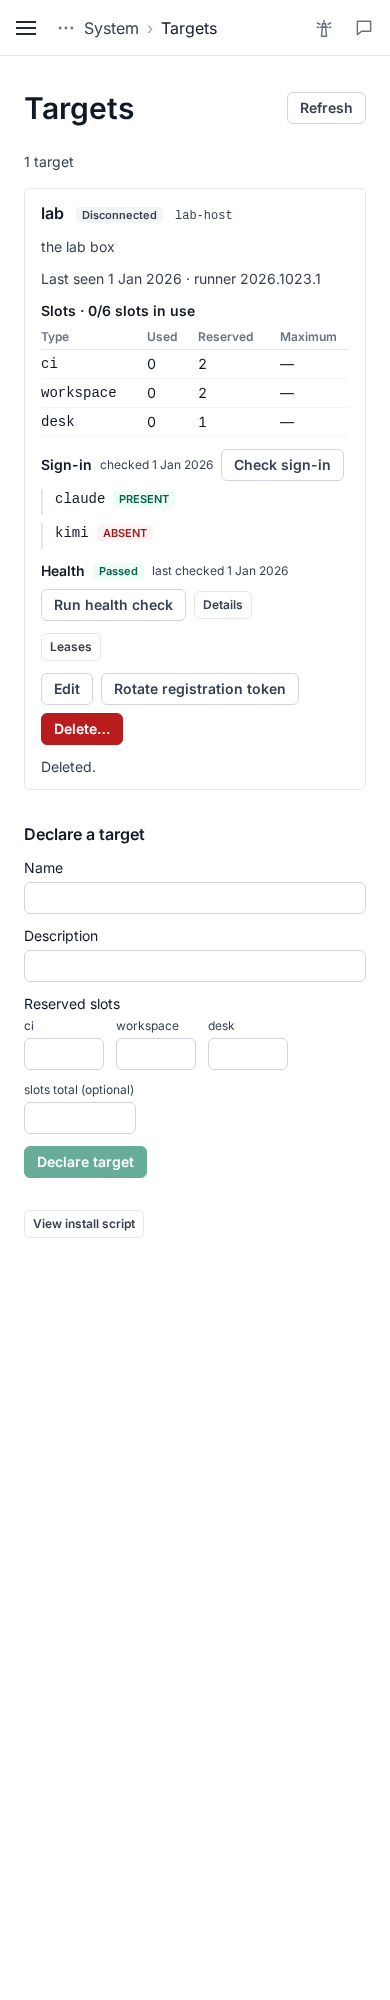 ··· System › Targets
Targets
Refresh
1 target
lab Disconnected lab-host
the lab box
Last seen 1 Jan 2026 · runner 2026.1023.1
Slots · 0/6 slots in use
Type Used Reserved Maximum
ci 0 2 —
workspace 0 2 —
desk 0 1 —
Sign-in checked 1 Jan 2026 Check sign-in
claude PRESENT
kimi ABSENT
Health Passed last checked 1 Jan 2026
Run health check Details
Leases
Edit Rotate registration token
Delete...
Deleted.
Declare a target
Name
Description
Reserved slots
ci workspace desk
slots total (optional)
Declare target
View install script